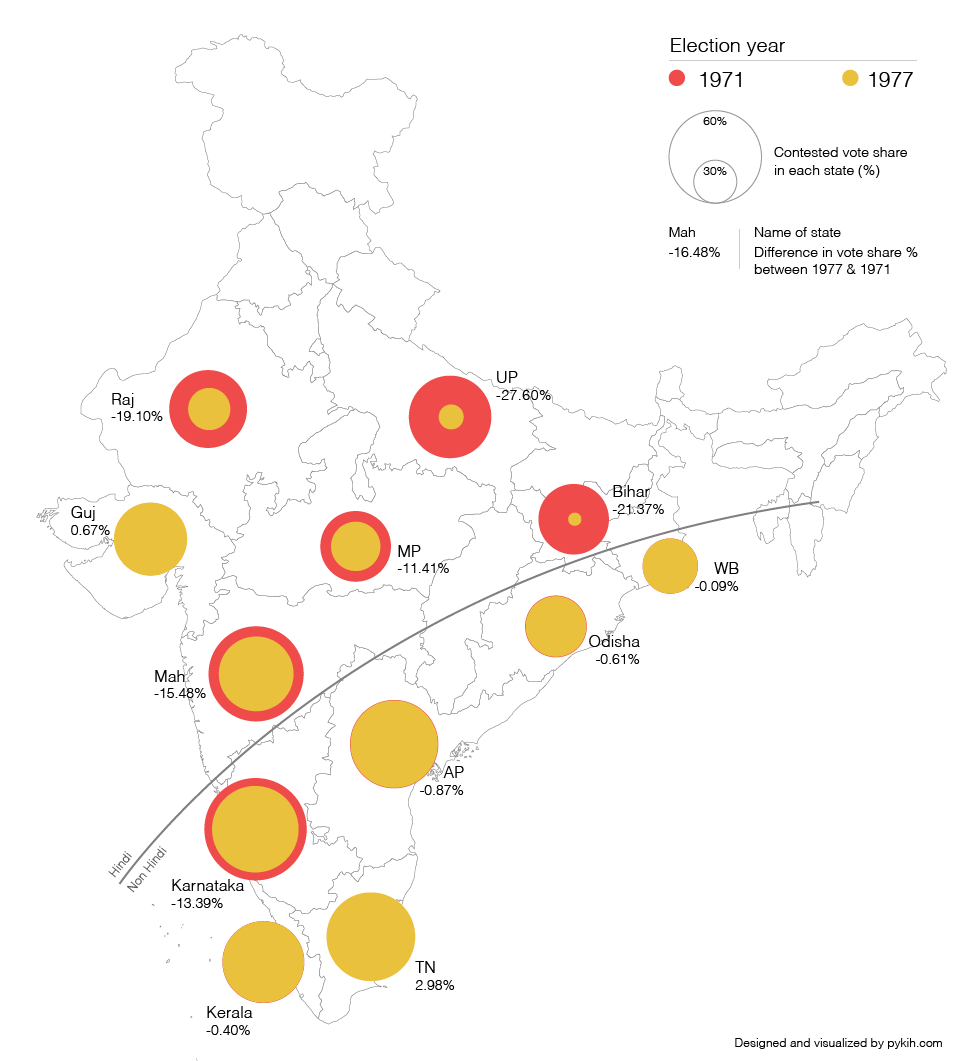 Election year
1971
1977
60%
30%
Contested vote share
in each state (%)
Mah
-16.48%
Name of state
Difference in vote share %
between 1977 & 1971
UP
-27.60%
Raj
-19.10%
Bihar
-21.37%
Guj
0.67%
MP
-11.41%
WB
-0.09%
Odisha
-0.61%
Mah
-15.48%
AP
-0.87%
Hindi
Non Hindi
Karnataka
-13.39%
TN
2.98%
Kerala
-0.40%
Designed and visualized by pykih.com